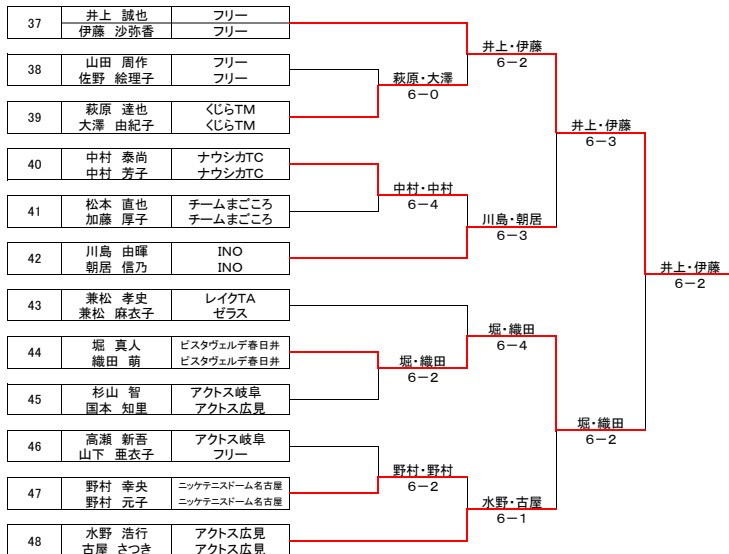 37 井上 誠也 フリー
伊藤 沙弥香 フリー
38 山田 周作 フリー
佐野 絵理子 フリー
39 萩原 達也 くじらTM
大澤 由紀子 くじらTM
40 中村 泰尚 ナウシカTC
中村 芳子 ナウシカTC
41 松本 直也 チームまごころ
加藤 厚子 チームまごころ
42 川島 由暉 INO
朝居 信乃 INO
43 兼松 孝史 レイクTA
兼松 麻衣子 ゼラス
44 堀 真人 ビスタヴェルデ春日井
織田 萌 ビスタヴェルデ春日井
45 杉山 智 アクトス岐阜
国本 知里 アクトス広見
46 高瀬 新吾 アクトス岐阜
山下 亜衣子 フリー
47 野村 幸央 ニッケテニスドーム名古屋
野村 元子 ニッケテニスドーム名古屋
48 水野 浩行 アクトス広見
古屋 さつき アクトス広見
萩原・大澤
6-0
中村・中村
6-4
堀・織田
6-2
野村・野村
6-2
井上・伊藤
6-2
川島・朝居
6-3
堀・織田
6-4
水野・古屋
6-1
井上・伊藤
6-3
堀・織田
6-2
井上・伊藤
6-2